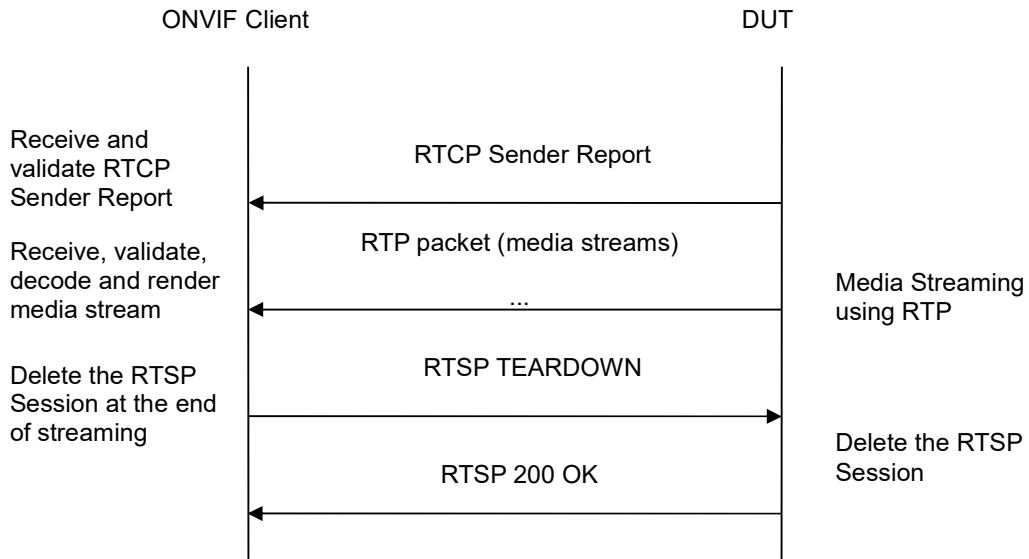 ONVIF Client
DUT
Receive and
validate RTCP
Sender Report
RTCP Sender Report
Receive, validate,
decode and render
media stream
RTP packet (media streams)
...
Media Streaming
using RTP
Delete the RTSP
Session at the end
of streaming
RTSP TEARDOWN
Delete the RTSP
Session
RTSP 200 OK